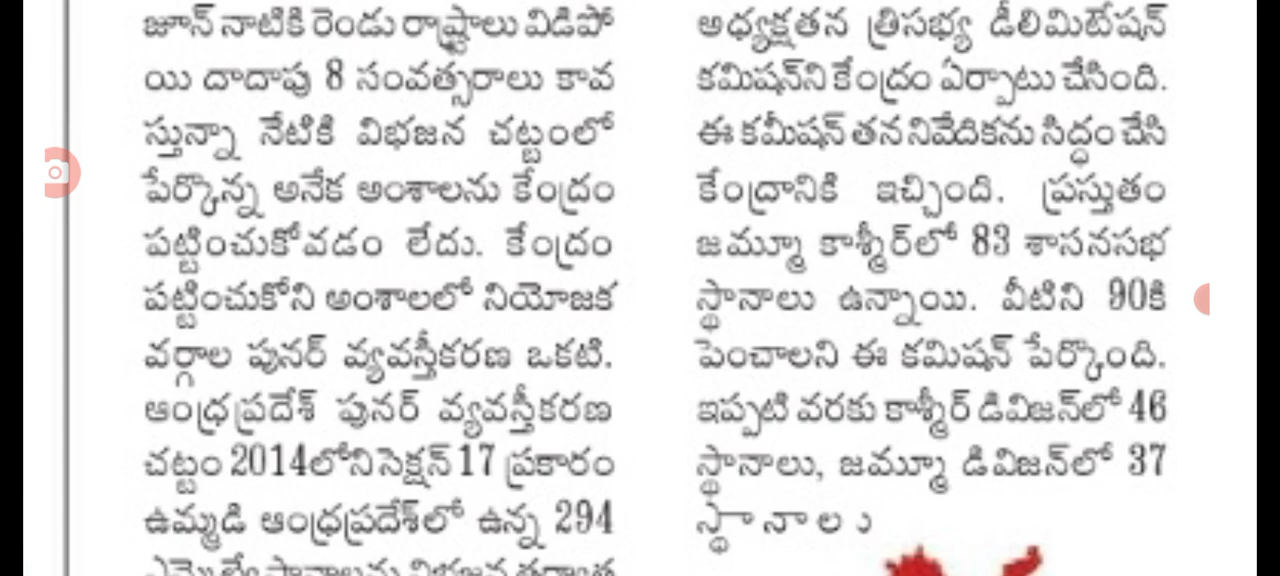 జూన్ నాటికి రెండు రాష్ట్రాలు విడిపో
యి దాదాపు 8 సంవత్సరాలు కావ
స్తున్నా నేటికి విభజన చట్టంలో
పేర్కొన్న అనేక అంశాలను కేంద్రం
పట్టించుకోవడం లేదు. కేంద్రం
పట్టించుకోని అంశాలలో నియోజక
వర్గాల పునర్ వ్యవస్తీకరణ ఒకటి.
ఆంధ్రప్రదేశ్ పునర్ వ్యవస్తీకరణ
చట్టం 2014లోని సెక్షన్ 17 ప్రకారం
ఉమ్మడి ఆంధ్రప్రదేశ్‌లో ఉన్న 294
అధ్యక్షతన త్రిసభ్య డీలిమిటేషన్
కమిషన్‌ని కేంద్రం ఏర్పాటు చేసింది.
ఈ కమీషన్ తన నివేదికను సిద్ధం చేసి
కేంద్రానికి ఇచ్చింది. ప్రస్తుతం
జమ్మూ కాశ్మీర్‌లో 83 శాసనసభ
స్థానాలు ఉన్నాయి. వీటిని 90కి
పెంచాలని ఈ కమిషన్ పేర్కొంది.
ఇప్పటి వరకు కాశ్మీర్ డివిజన్‌లో 46
స్థానాలు, జమ్మూ డివిజన్‌లో 37
స్థానాలు